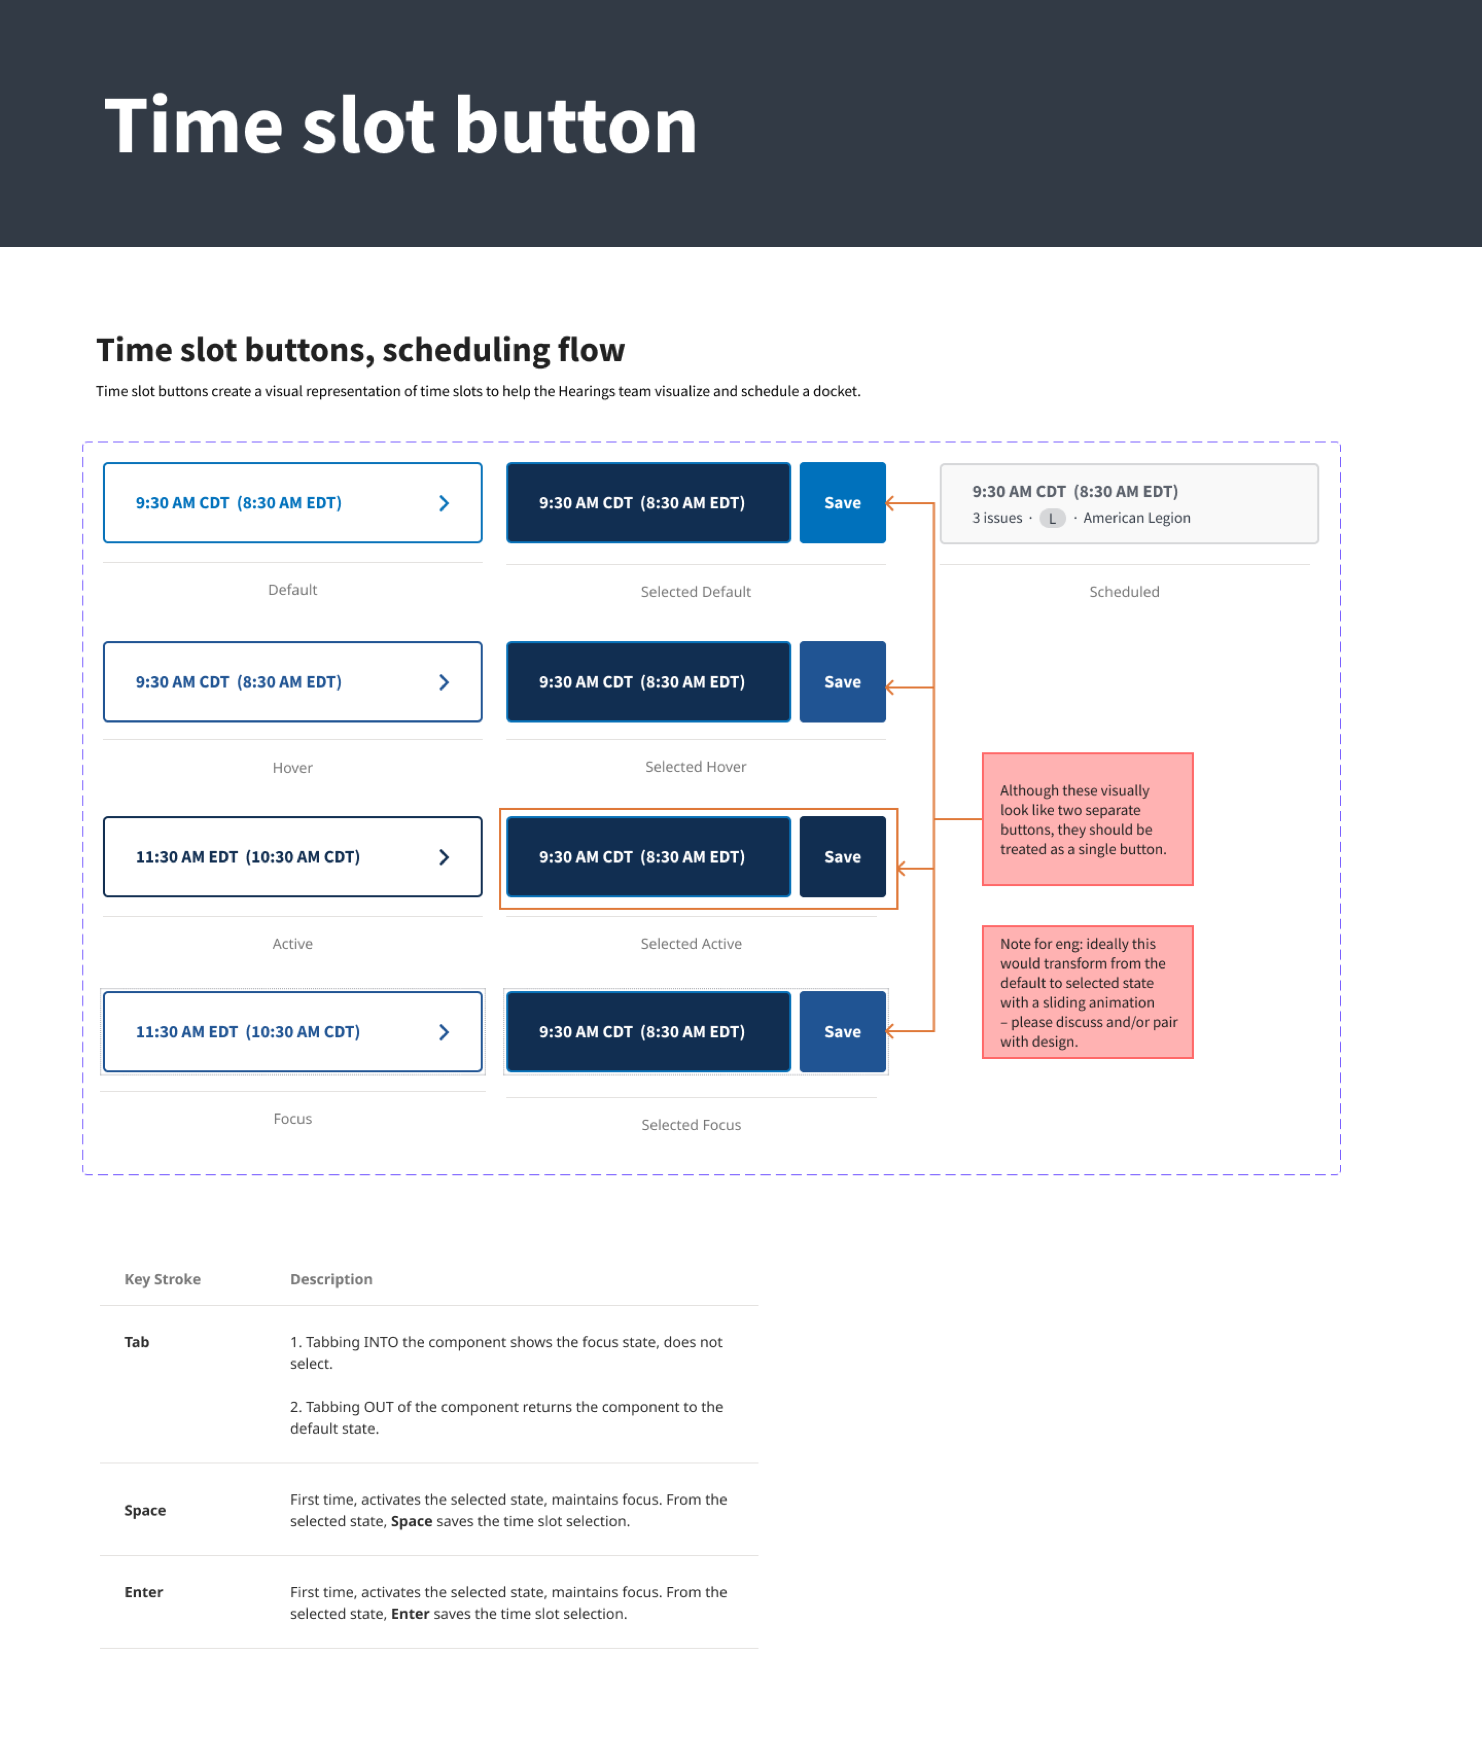 Time slot button
Time slot buttons, scheduling flow
Time slot buttons create a visual representation of time slots to help the Hearings team visualize and schedule a docket.
9:30 AM CDT (8:30 AM EDT)
Default
9:30 AM CDT (8:30 AM EDT)
Save
Selected Default
9:30 AM CDT (8:30 AM EDT)
3 issues · L · American Legion
Scheduled
9:30 AM CDT (8:30 AM EDT)
Hover
9:30 AM CDT (8:30 AM EDT)
Save
Selected Hover
11:30 AM EDT (10:30 AM CDT)
Active
9:30 AM CDT (8:30 AM EDT)
Save
Selected Active
11:30 AM EDT (10:30 AM CDT)
Focus
9:30 AM CDT (8:30 AM EDT)
Save
Selected Focus
Although these visually
look like two separate
buttons, they should be
treated as a single button.
Note for eng: ideally this
would transform from the
default to selected state
with a sliding animation
– please discuss and/or pair
with design.
Key Stroke
Description
Tab
1. Tabbing INTO the component shows the focus state, does not
select.
2. Tabbing OUT of the component returns the component to the
default state.
Space
First time, activates the selected state, maintains focus. From the
selected state, Space saves the time slot selection.
Enter
First time, activates the selected state, maintains focus. From the
selected state, Enter saves the time slot selection.